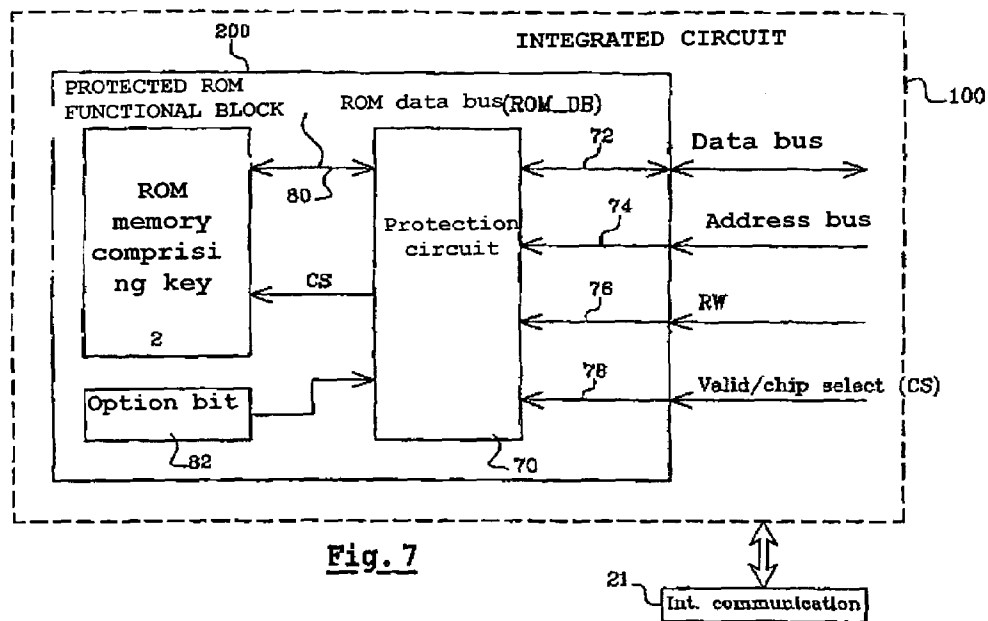 200
INTEGRATED CIRCUIT
100
PROTECTED ROM
FUNCTIONAL BLOCK
ROM data bus(ROM_DB)
72
Data bus
80
ROM
memory
comprisi
ng key
2
Protection
circuit
74
Address bus
CS
76
RW
78
Valid/chip select (CS)
Option bit
82
70
Fig. 7
21
Int. communication